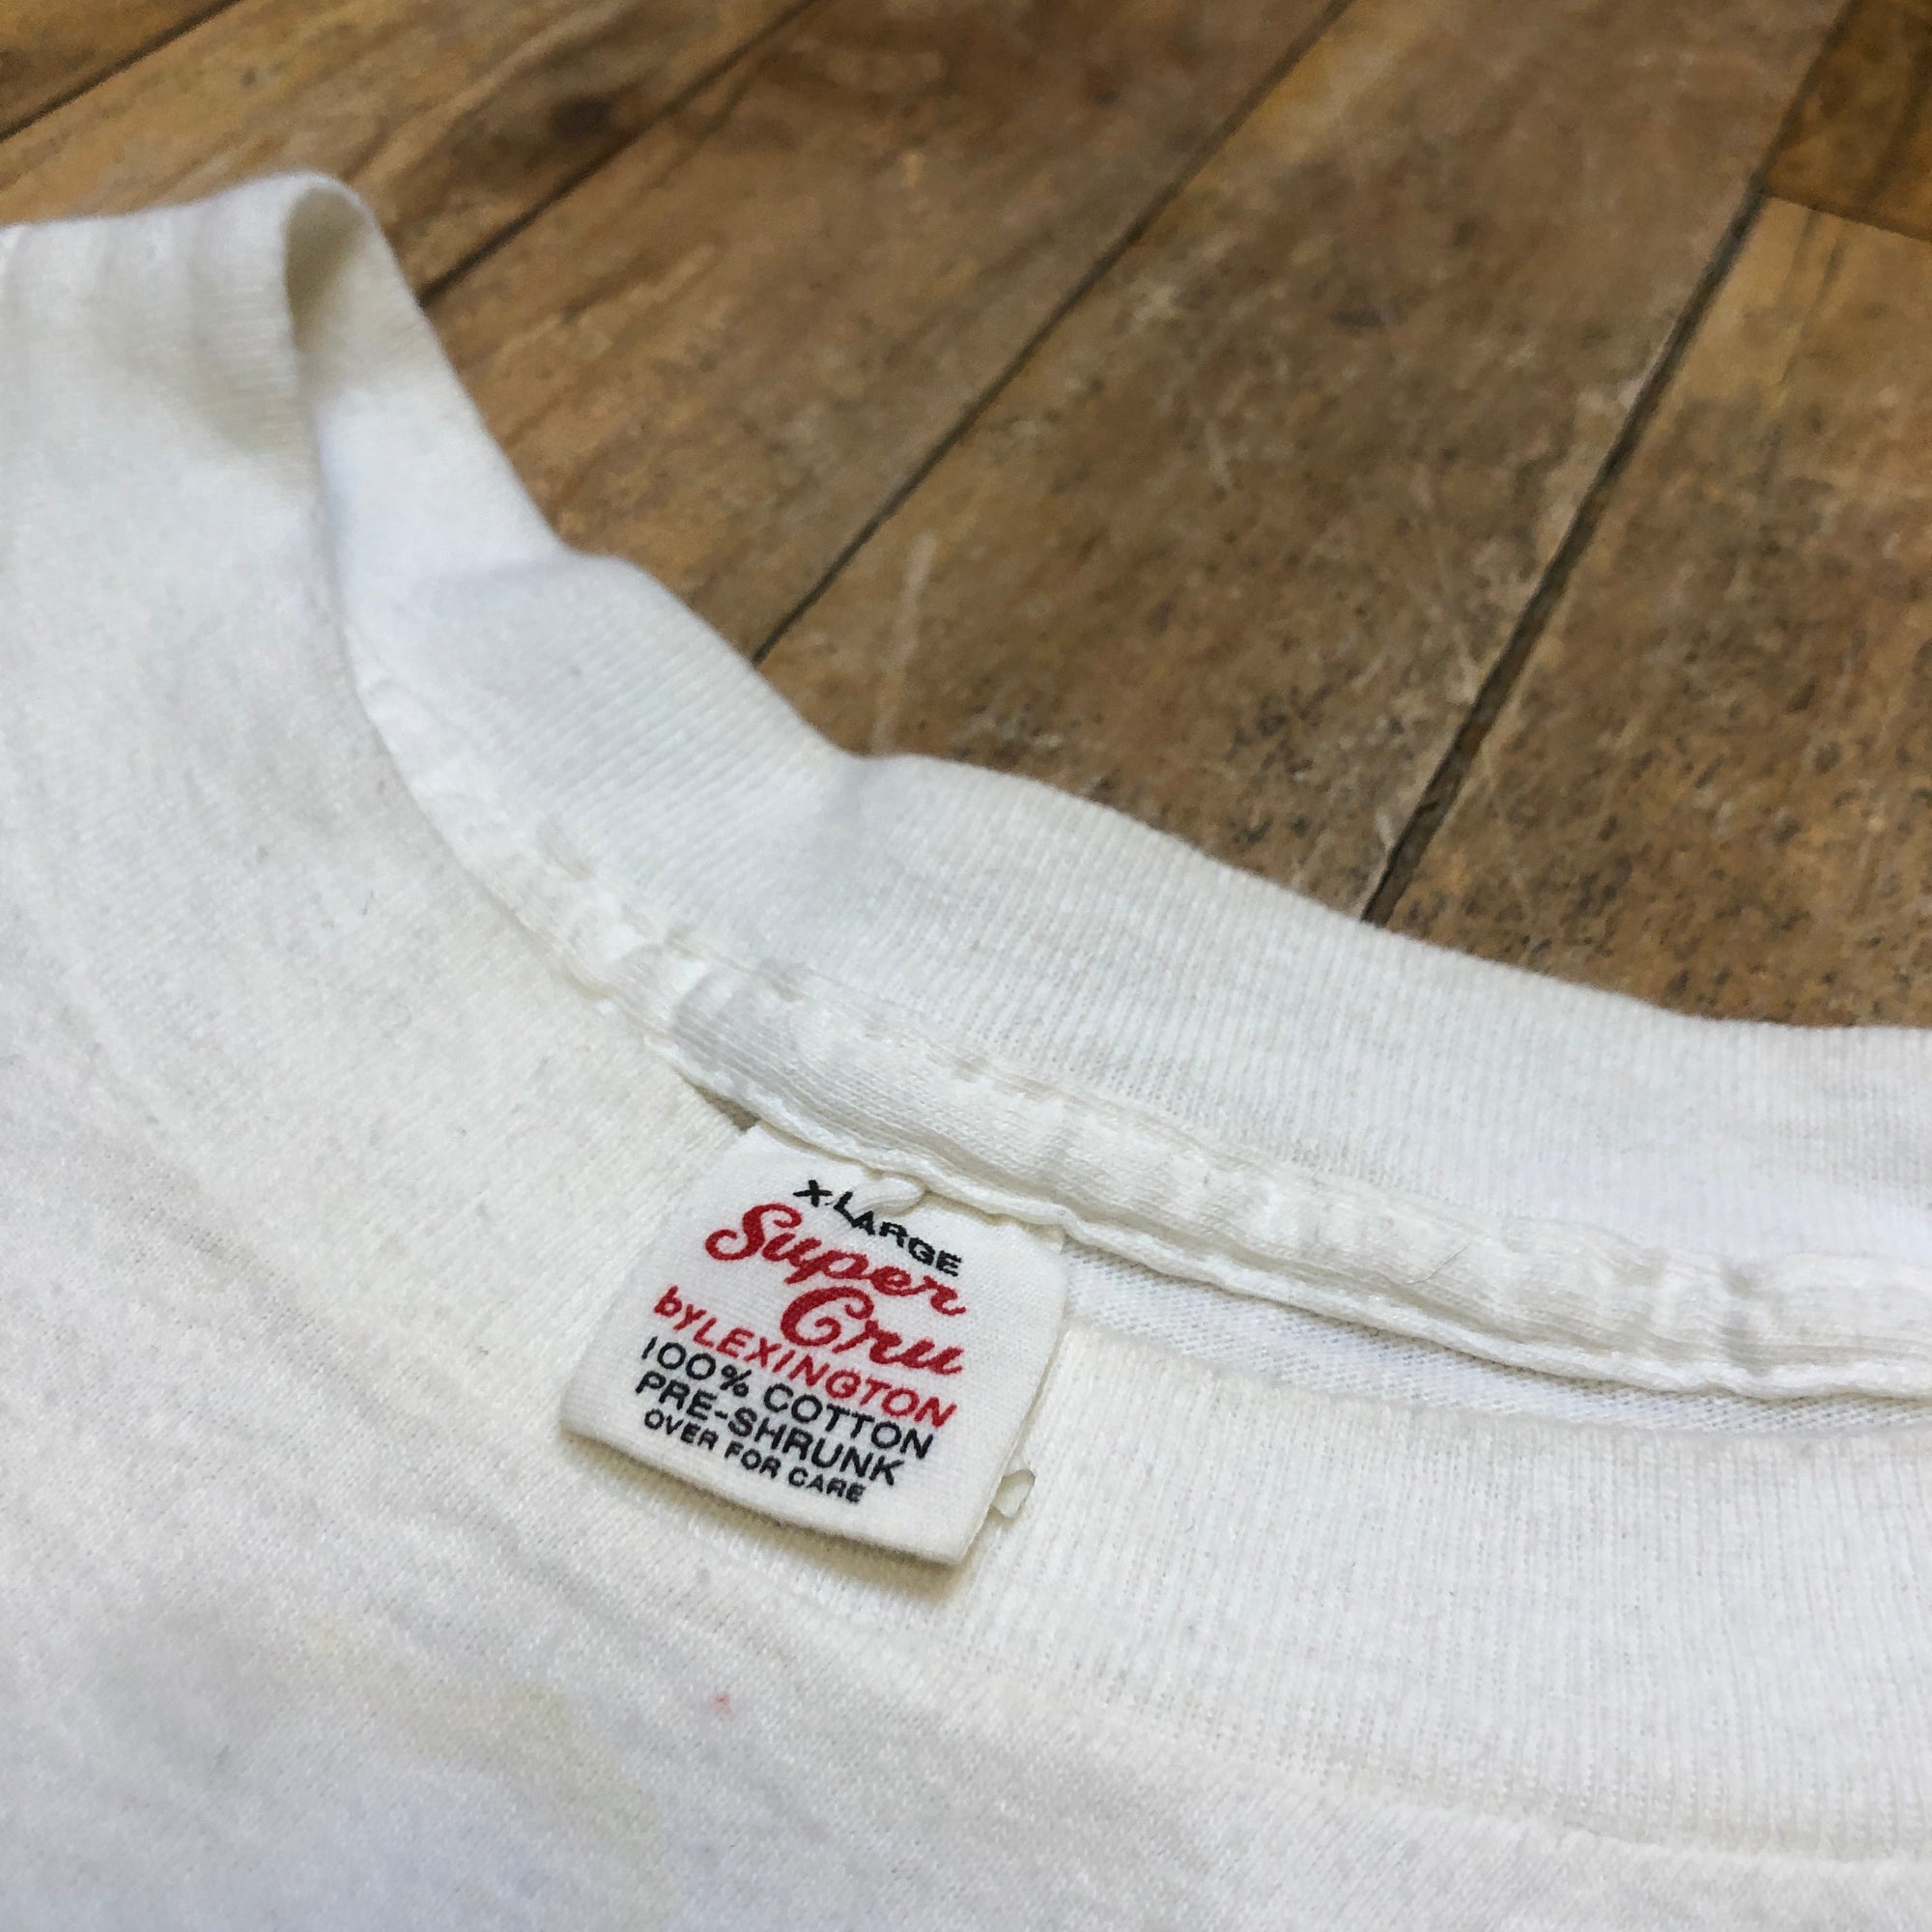 X-LARGE
Super
Cru
by LEXINGTON
100% COTTON
PRE-SHRUNK
OVER FOR CARE